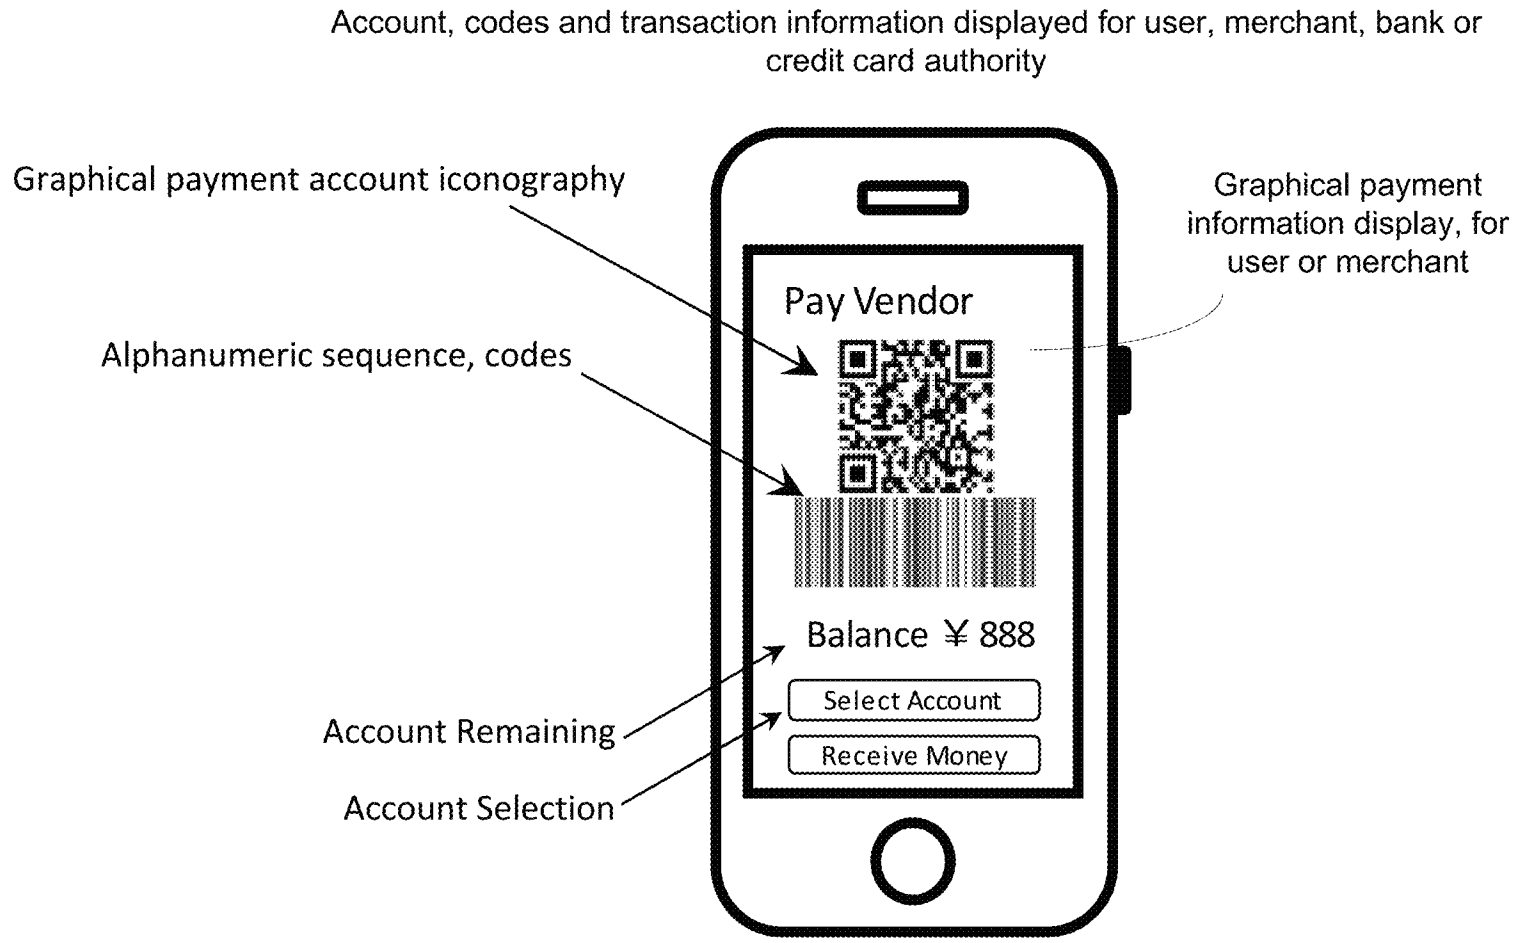 Account, codes and transaction information displayed for user, merchant, bank or
credit card authority
Graphical payment account iconography
Graphical payment
information display, for
user or merchant
Pay Vendor
Alphanumeric sequence, codes
Balance ¥ 888
Select Account
Account Remaining
Receive Money
Account Selection